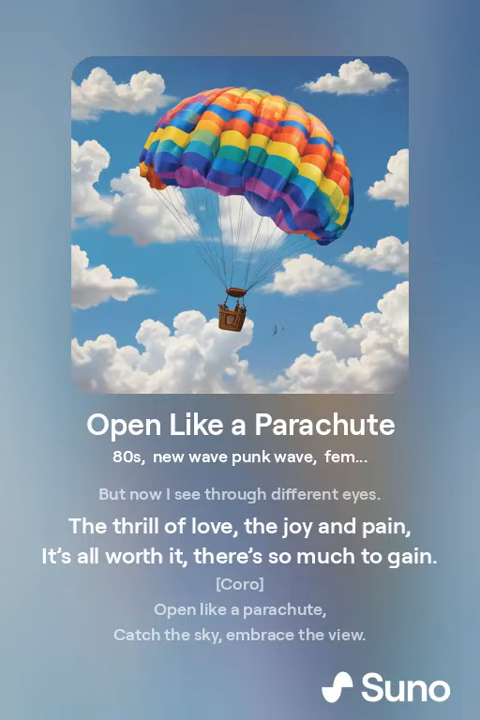 Open Like a Parachute
80s, new wave punk wave, fem...
But now I see through different eyes.
The thrill of love, the joy and pain,
It's all worth it, there's so much to gain.
[Coro]
Open like a parachute,
Catch the sky, embrace the view.
Suno